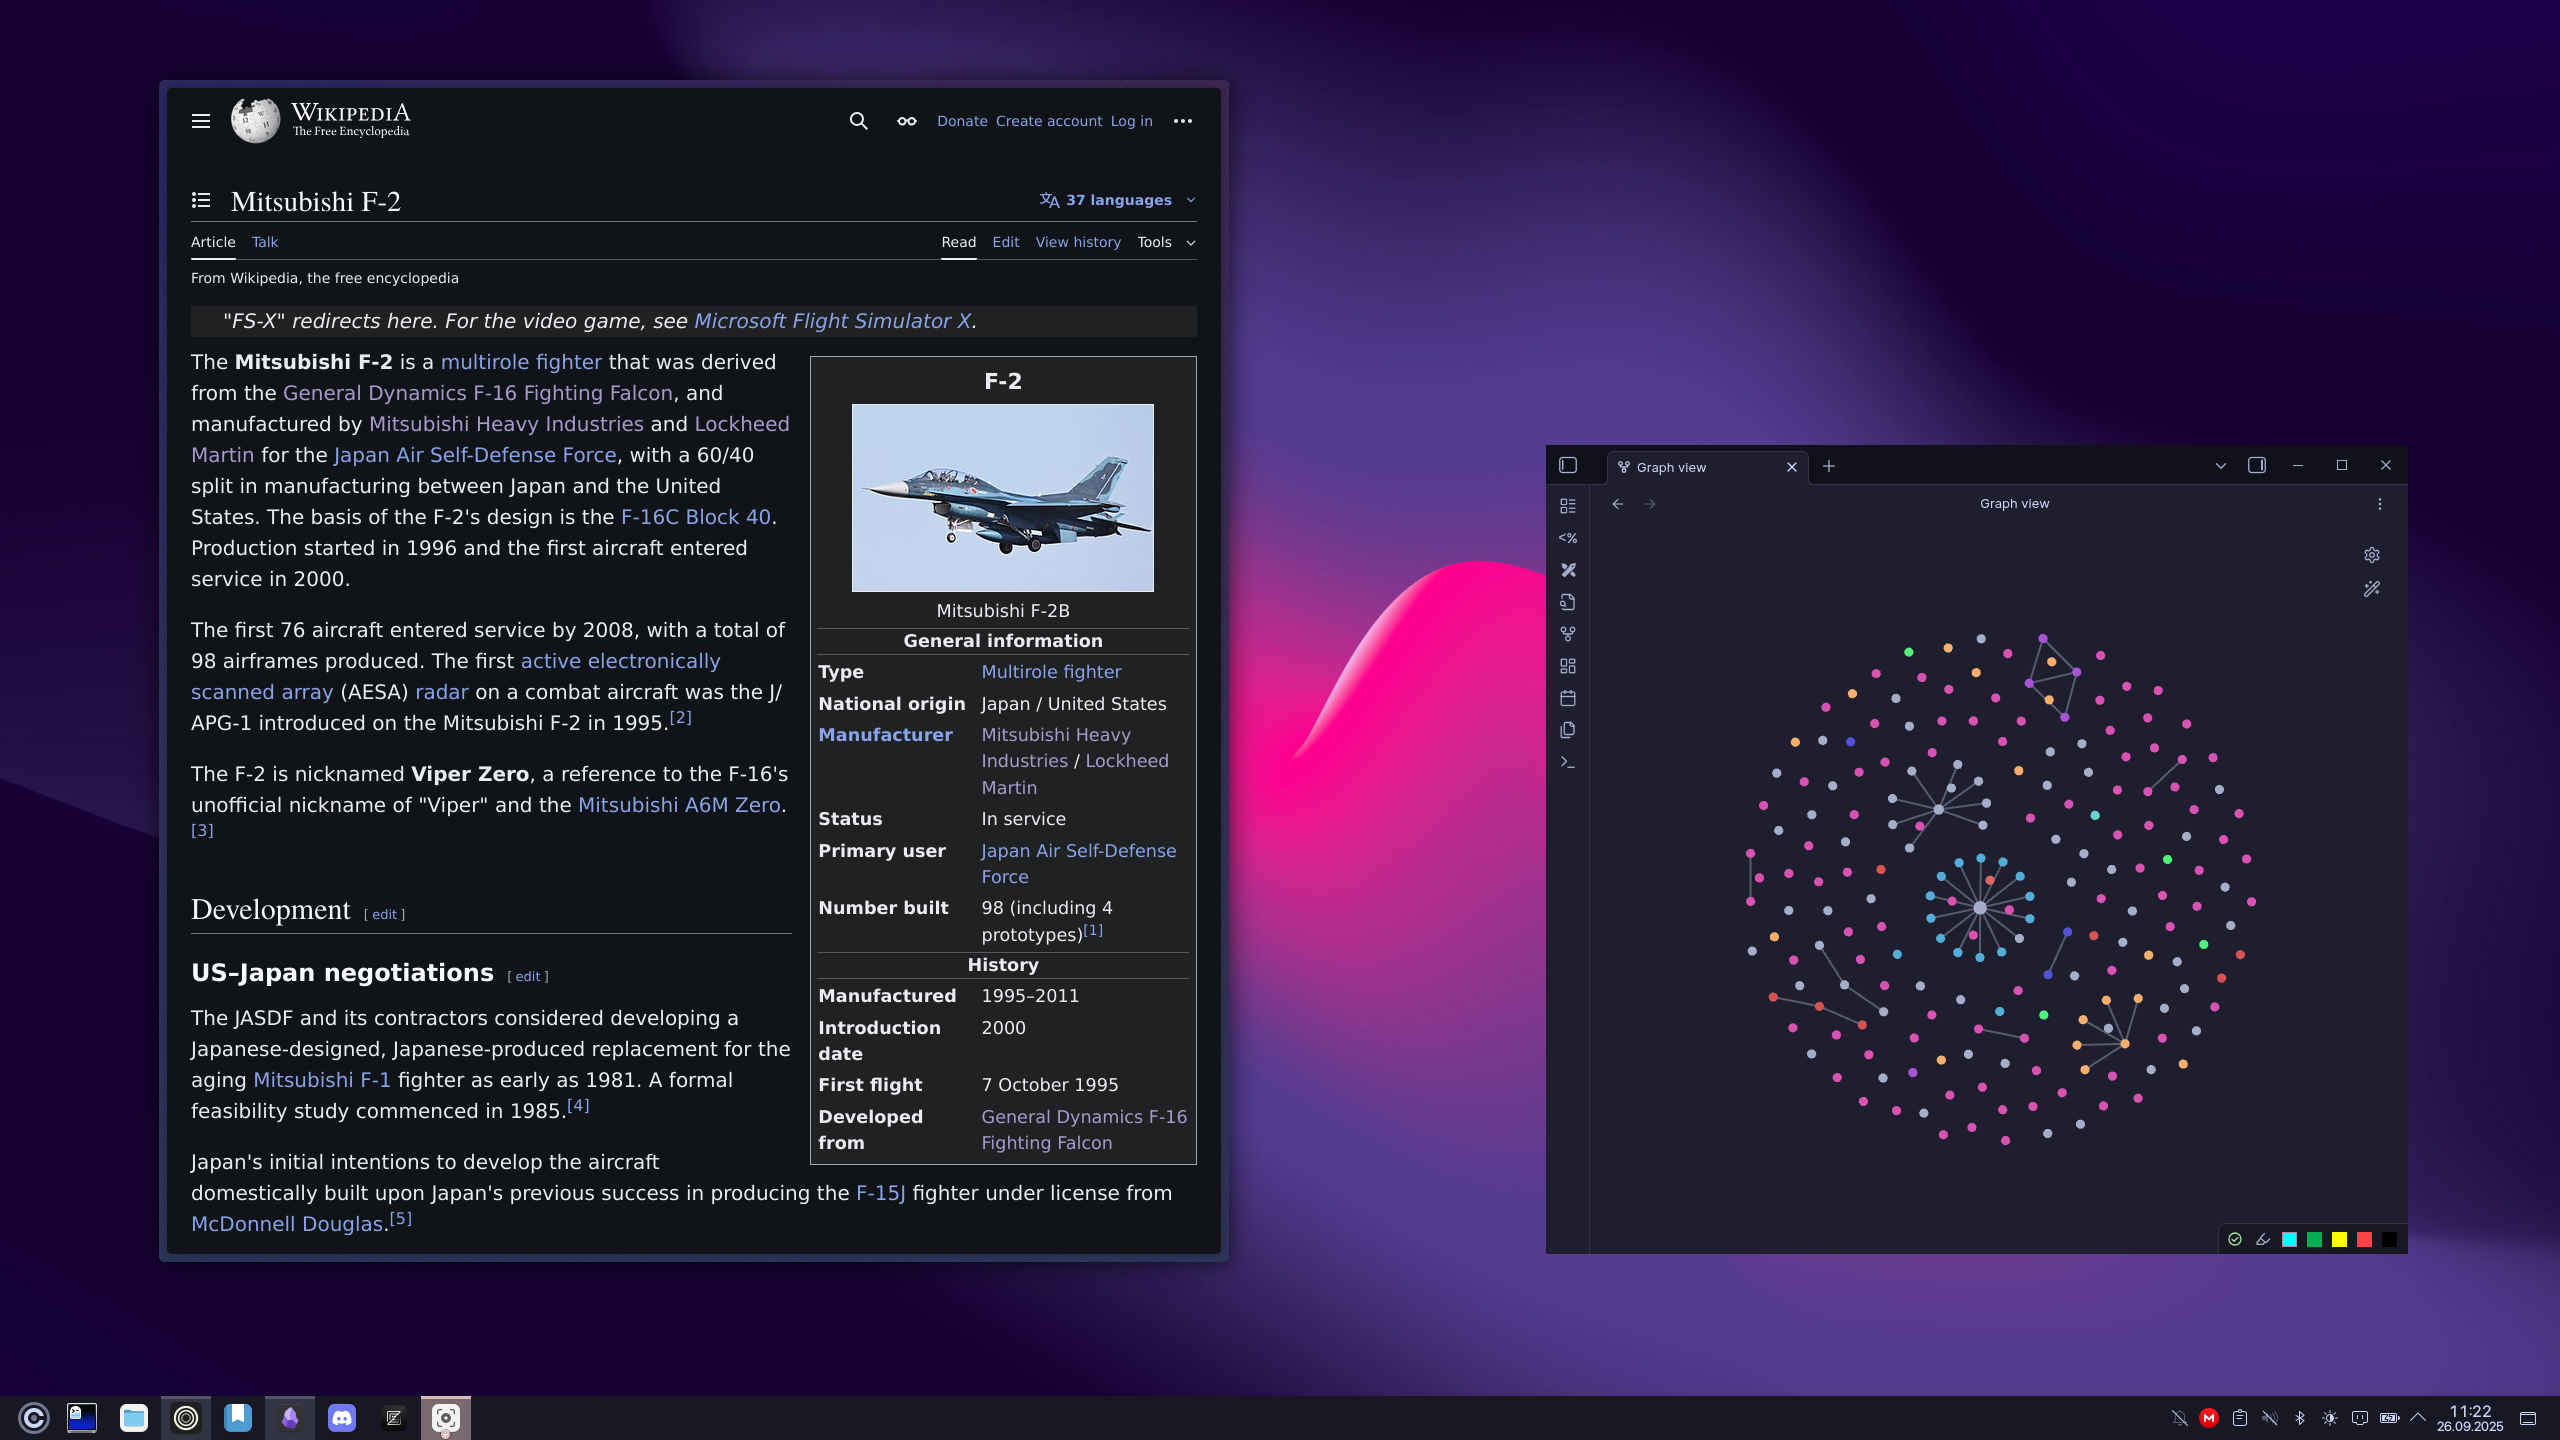 WIKIPEDIA
The Free Encyclopedia
Donate Create account Log in
Mitsubishi F-2
37 languages
Article Talk
Read Edit View history Tools
From Wikipedia, the free encyclopedia
"FS-X" redirects here. For the video game, see Microsoft Flight Simulator X.
The Mitsubishi F-2 is a multirole fighter that was derived
from the General Dynamics F-16 Fighting Falcon, and
manufactured by Mitsubishi Heavy Industries and Lockheed
Martin for the Japan Air Self-Defense Force, with a 60/40
split in manufacturing between Japan and the United
States. The basis of the F-2's design is the F-16C Block 40.
Production started in 1996 and the first aircraft entered
service in 2000.
The first 76 aircraft entered service by 2008, with a total of
98 airframes produced. The first active electronically
scanned array (AESA) radar on a combat aircraft was the J/
APG-1 introduced on the Mitsubishi F-2 in 1995.[2]
The F-2 is nicknamed Viper Zero, a reference to the F-16's
unofficial nickname of "Viper" and the Mitsubishi A6M Zero.
[3]
Development [ edit ]
US–Japan negotiations [ edit ]
The JASDF and its contractors considered developing a
Japanese-designed, Japanese-produced replacement for the
aging Mitsubishi F-1 fighter as early as 1981. A formal
feasibility study commenced in 1985.[4]
Japan's initial intentions to develop the aircraft
domestically built upon Japan's previous success in producing the F-15J fighter under license from
McDonnell Douglas.[5]
F-2
Mitsubishi F-2B
General information
Type Multirole fighter
National origin Japan / United States
Manufacturer Mitsubishi Heavy
Industries / Lockheed
Martin
Status In service
Primary user Japan Air Self-Defense
Force
Number built 98 (including 4
prototypes)[1]
History
Manufactured 1995–2011
Introduction 2000
date
First flight 7 October 1995
Developed General Dynamics F-16
from Fighting Falcon
Graph view
Graph view
<%
11:22
26.09.2025